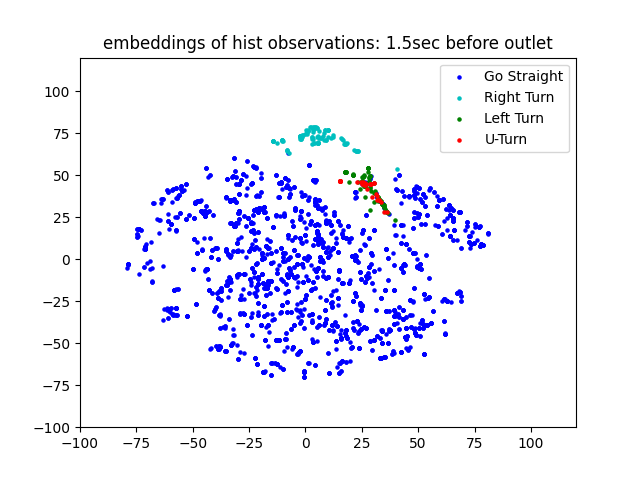 embeddings of hist observations: 1.5sec before outlet
Go Straight
Right Turn
Left Turn
U-Turn
100
75
50
25
0
−25
−50
−75
−100
−100 −75 −50 −25 0 25 50 75 100